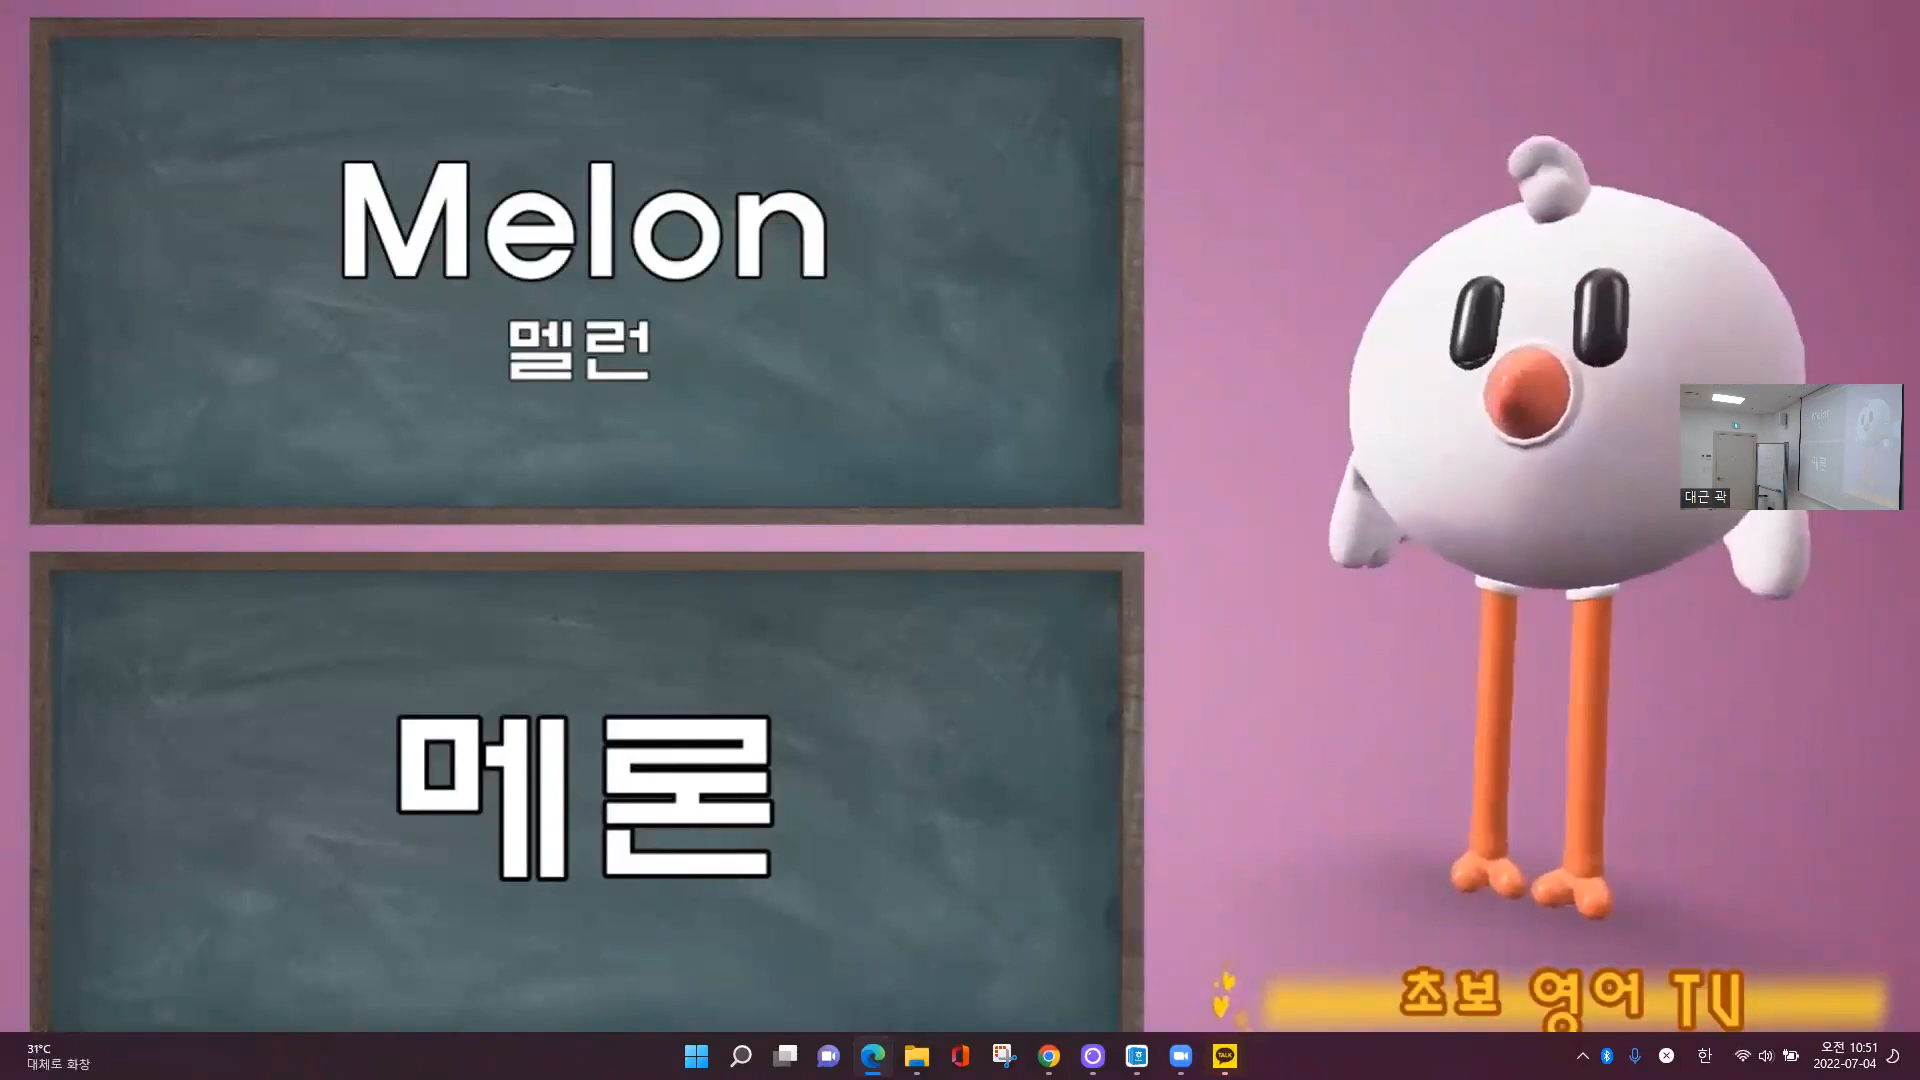 Melon
멜런
메론
대근 곽
초보 영어 TV
31°C
대체로 화창
TALK
한
오전 10:51
2022-07-04